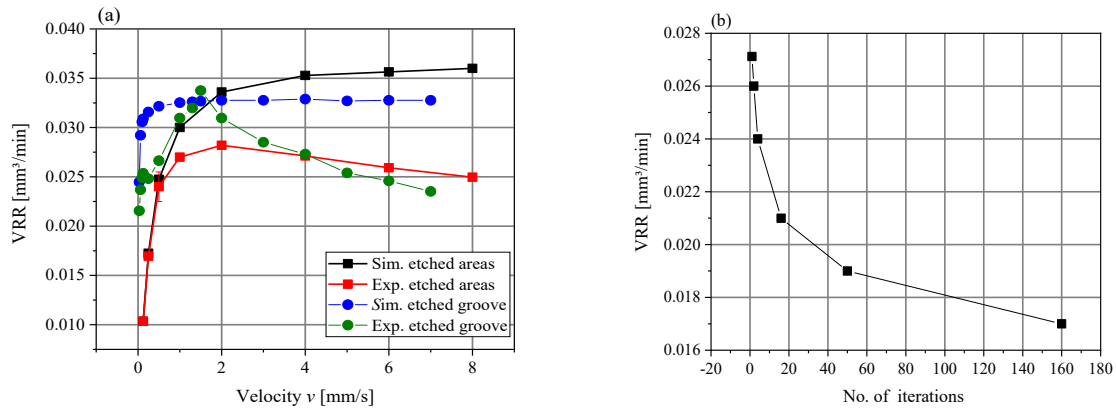 (a)
0.040
0.035
0.030
0.025
0.020
0.015
0.010
VRR [mm³/min]
0 2 4 6 8
Velocity v [mm/s]
Sim. etched areas
Exp. etched areas
Sim. etched groove
Exp. etched groove
(b)
0.028
0.026
0.024
0.022
0.020
0.018
0.016
VRR [mm³/min]
-20 0 20 40 60 80 100 120 140 160 180
No. of iterations